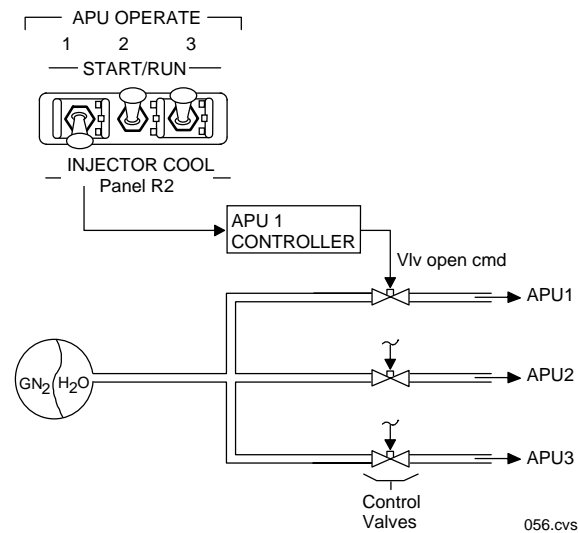 APU OPERATE
1 2 3
START/RUN
INJECTOR COOL
Panel R2
APU 1
CONTROLLER
Vlv open cmd
APU1
GN2 H2O
APU2
APU3
Control
Valves
056.cvs